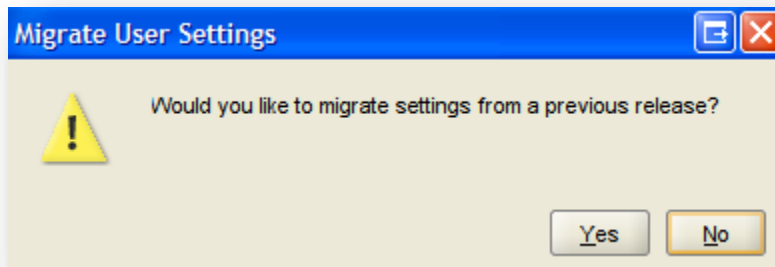 Migrate User Settings
Would you like to migrate settings from a previous release?
Yes No